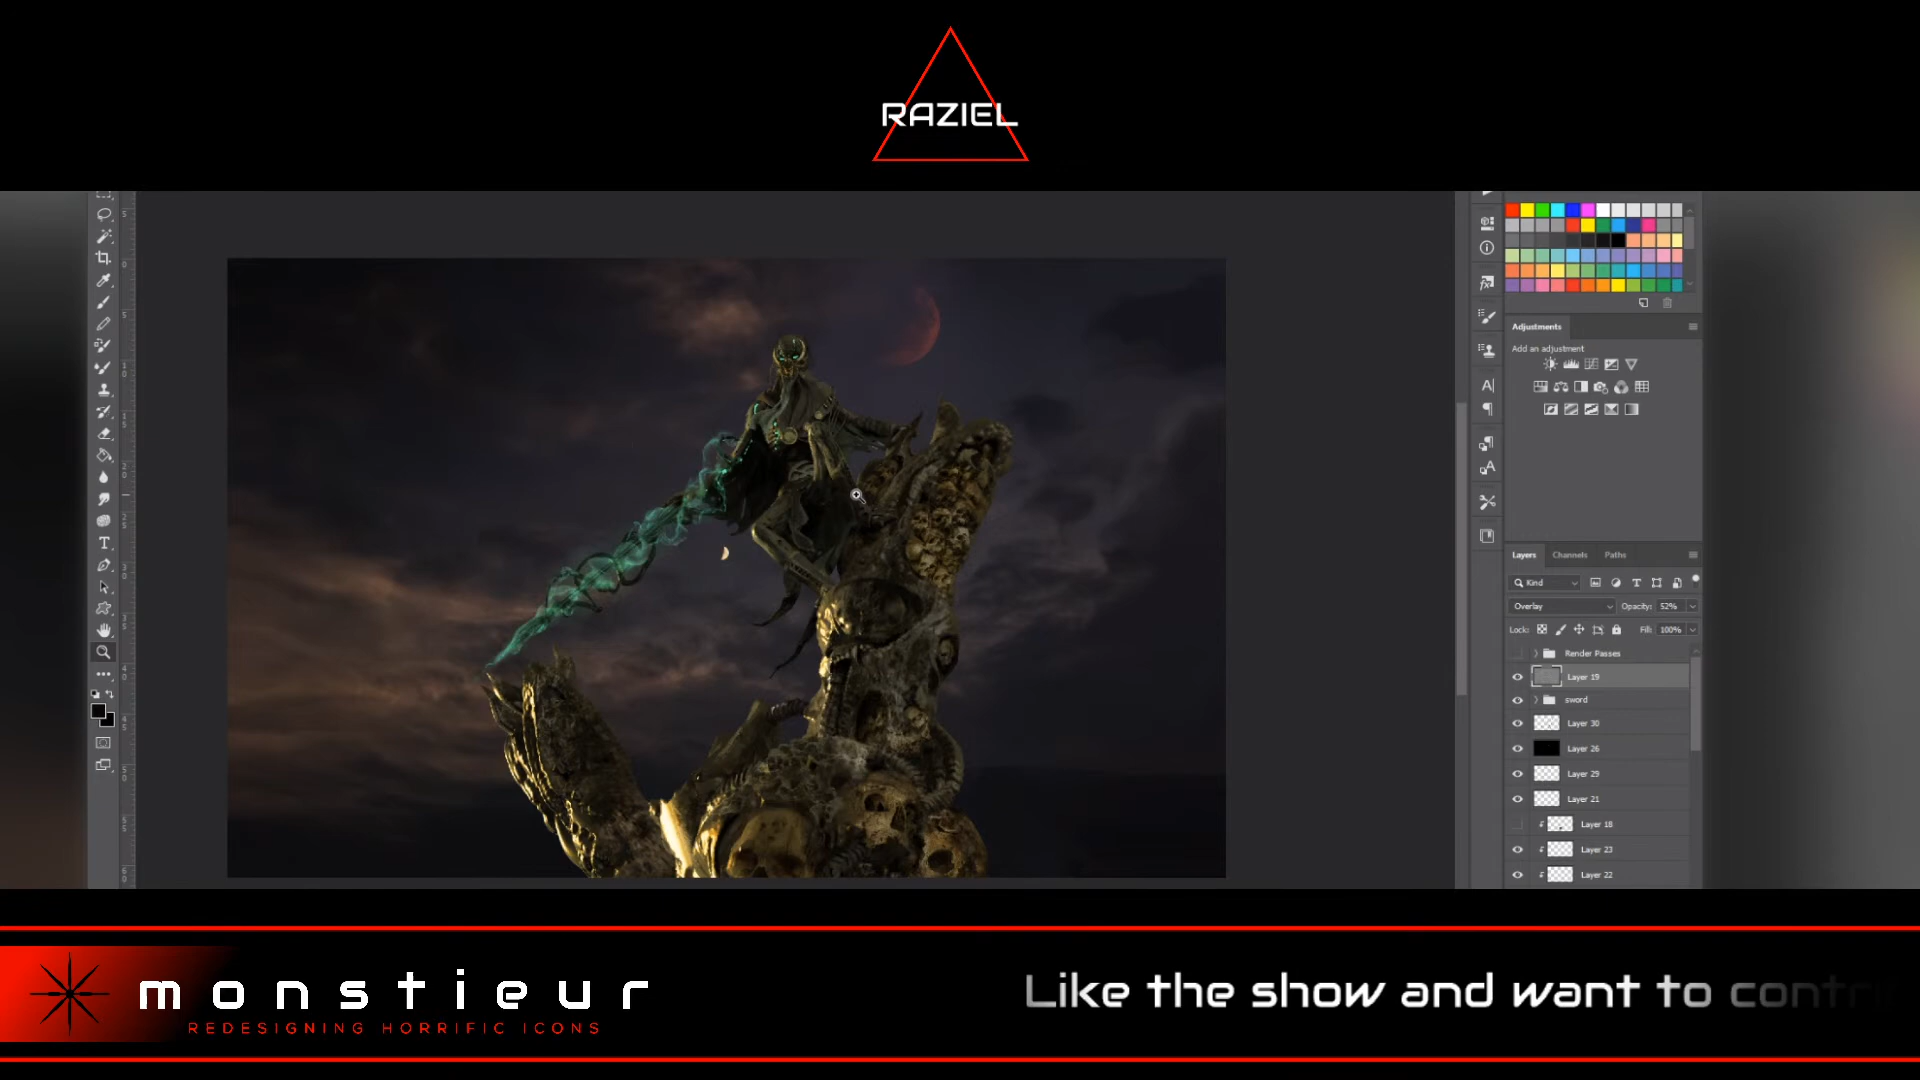 RAZIEL
Adjustments
Add an adjustment
Layers Channels Paths
Kind
Overlay Opacity: 52%
Lock: Fill: 100%
Render Passes
Layer 19
sword
Layer 30
Layer 26
Layer 29
Layer 21
Layer 18
Layer 23
Layer 22
monstieur
REDESIGNING HORRIFIC ICONS
Like the show and want to contr